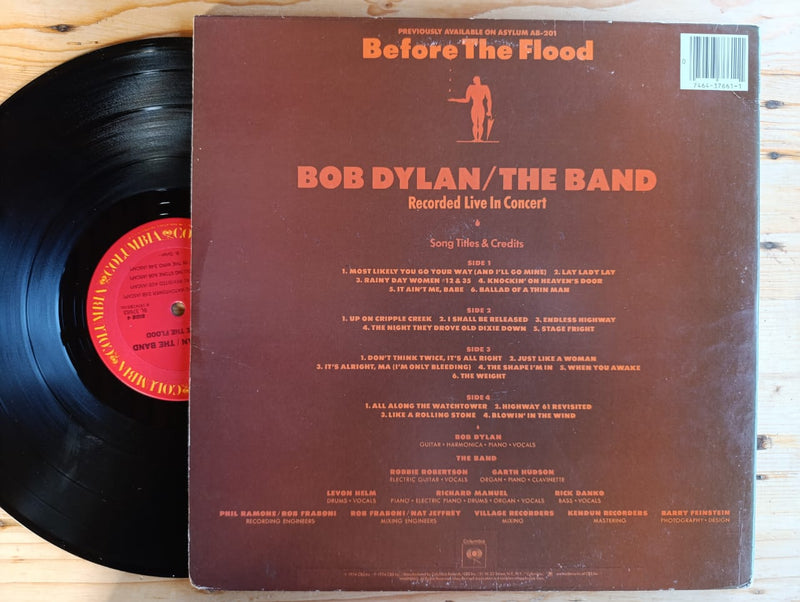 PREVIOUSLY AVAILABLE ON ASYLUM AB-201
Before The Flood
0
7464-37661-1
BOB DYLAN/THE BAND
Recorded Live In Concert
Song Titles & Credits
SIDE 1
1. MOST LIKELY YOU GO YOUR WAY (AND I'LL GO MINE) 2. LAY LADY LAY
3. RAINY DAY WOMEN #12 & 35 4. KNOCKIN' ON HEAVEN'S DOOR
5. IT AIN'T ME, BABE 6. BALLAD OF A THIN MAN
SIDE 2
1. UP ON CRIPPLE CREEK 2. I SHALL BE RELEASED 3. ENDLESS HIGHWAY
4. THE NIGHT THEY DROVE OLD DIXIE DOWN 5. STAGE FRIGHT
SIDE 3
1. DON'T THINK TWICE, IT'S ALL RIGHT 2. JUST LIKE A WOMAN
3. IT'S ALRIGHT, MA (I'M ONLY BLEEDING) 4. THE SHAPE I'M IN 5. WHEN YOU AWAKE
6. THE WEIGHT
SIDE 4
1. ALL ALONG THE WATCHTOWER 2. HIGHWAY 61 REVISITED
3. LIKE A ROLLING STONE 4. BLOWIN' IN THE WIND
BOB DYLAN
GUITAR • HARMONICA • PIANO • VOCALS
THE BAND
ROBBIE ROBERTSON GARTH HUDSON
ELECTRIC GUITAR • VOCALS ORGAN • PIANO • CLAVINETTE
LEVON HELM RICHARD MANUEL RICK DANKO
DRUMS • VOCALS PIANO • ELECTRIC PIANO • DRUMS • ORGAN • VOCALS BASS • VOCALS
PHIL RAMONE/ROB FRABONI ROB FRABONI/NAT JEFFREY VILLAGE RECORDERS KENDUN RECORDERS BARRY FEINSTEIN
RECORDING ENGINEERS MIXING ENGINEERS MIXING MASTERING PHOTOGRAPHY • DESIGN
Columbia
COLUMBIA
COLUMBIA
COLUMBIA
SIDE 4
THE FLOOD
THE BAND